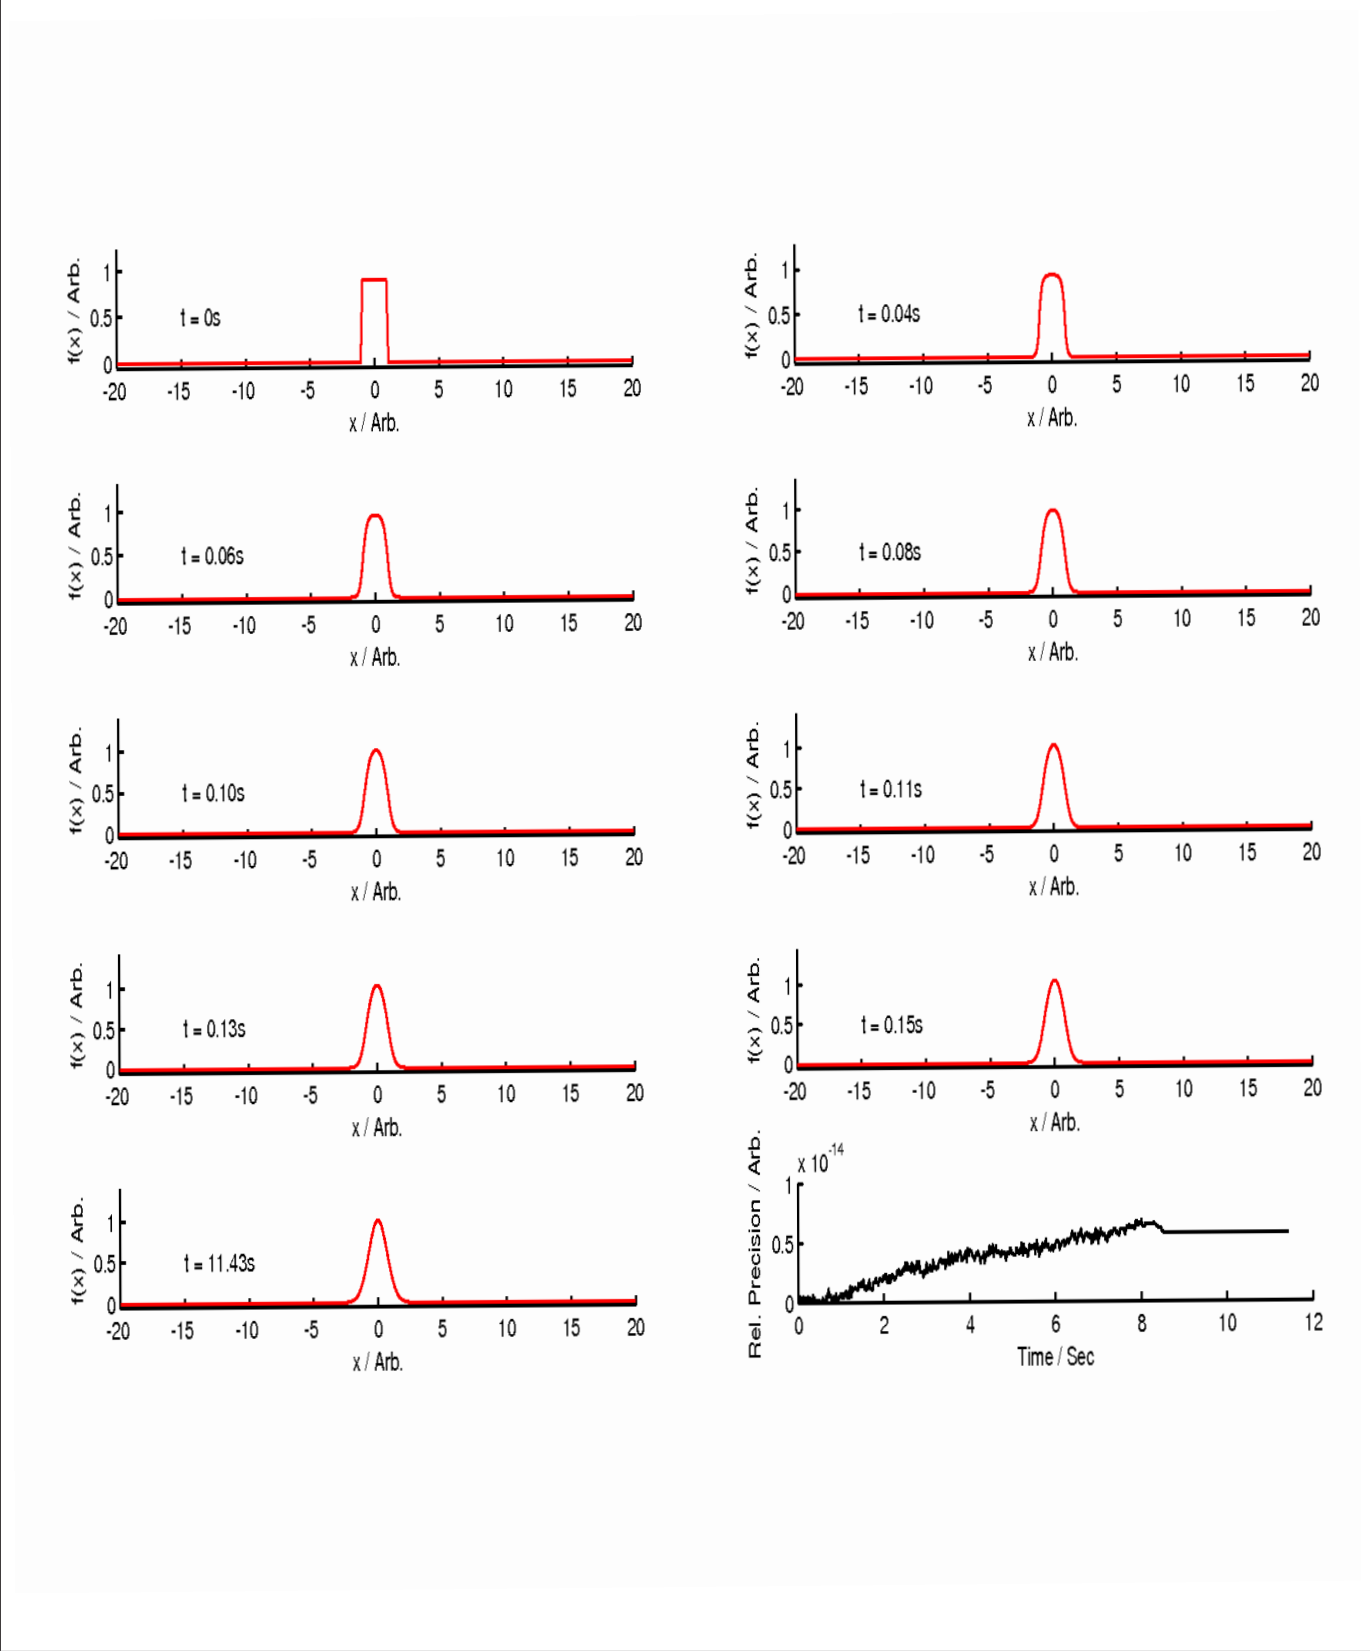 f(x) / Arb.
1
0.5
0
t = 0s
-20 -15 -10 -5 0 5 10 15 20
x / Arb.
f(x) / Arb.
1
0.5
0
t = 0.04s
-20 -15 -10 -5 0 5 10 15 20
x / Arb.
f(x) / Arb.
1
0.5
0
t = 0.06s
-20 -15 -10 -5 0 5 10 15 20
x / Arb.
f(x) / Arb.
1
0.5
0
t = 0.08s
-20 -15 -10 -5 0 5 10 15 20
x / Arb.
f(x) / Arb.
1
0.5
0
t = 0.10s
-20 -15 -10 -5 0 5 10 15 20
x / Arb.
f(x) / Arb.
1
0.5
0
t = 0.11s
-20 -15 -10 -5 0 5 10 15 20
x / Arb.
f(x) / Arb.
1
0.5
0
t = 0.13s
-20 -15 -10 -5 0 5 10 15 20
x / Arb.
f(x) / Arb.
1
0.5
0
t = 0.15s
-20 -15 -10 -5 0 5 10 15 20
x / Arb.
f(x) / Arb.
1
0.5
0
t = 11.43s
-20 -15 -10 -5 0 5 10 15 20
x / Arb.
Rel. Precision / Arb.
x 10^-14
1
0.5
0
0 2 4 6 8 10 12
Time / Sec